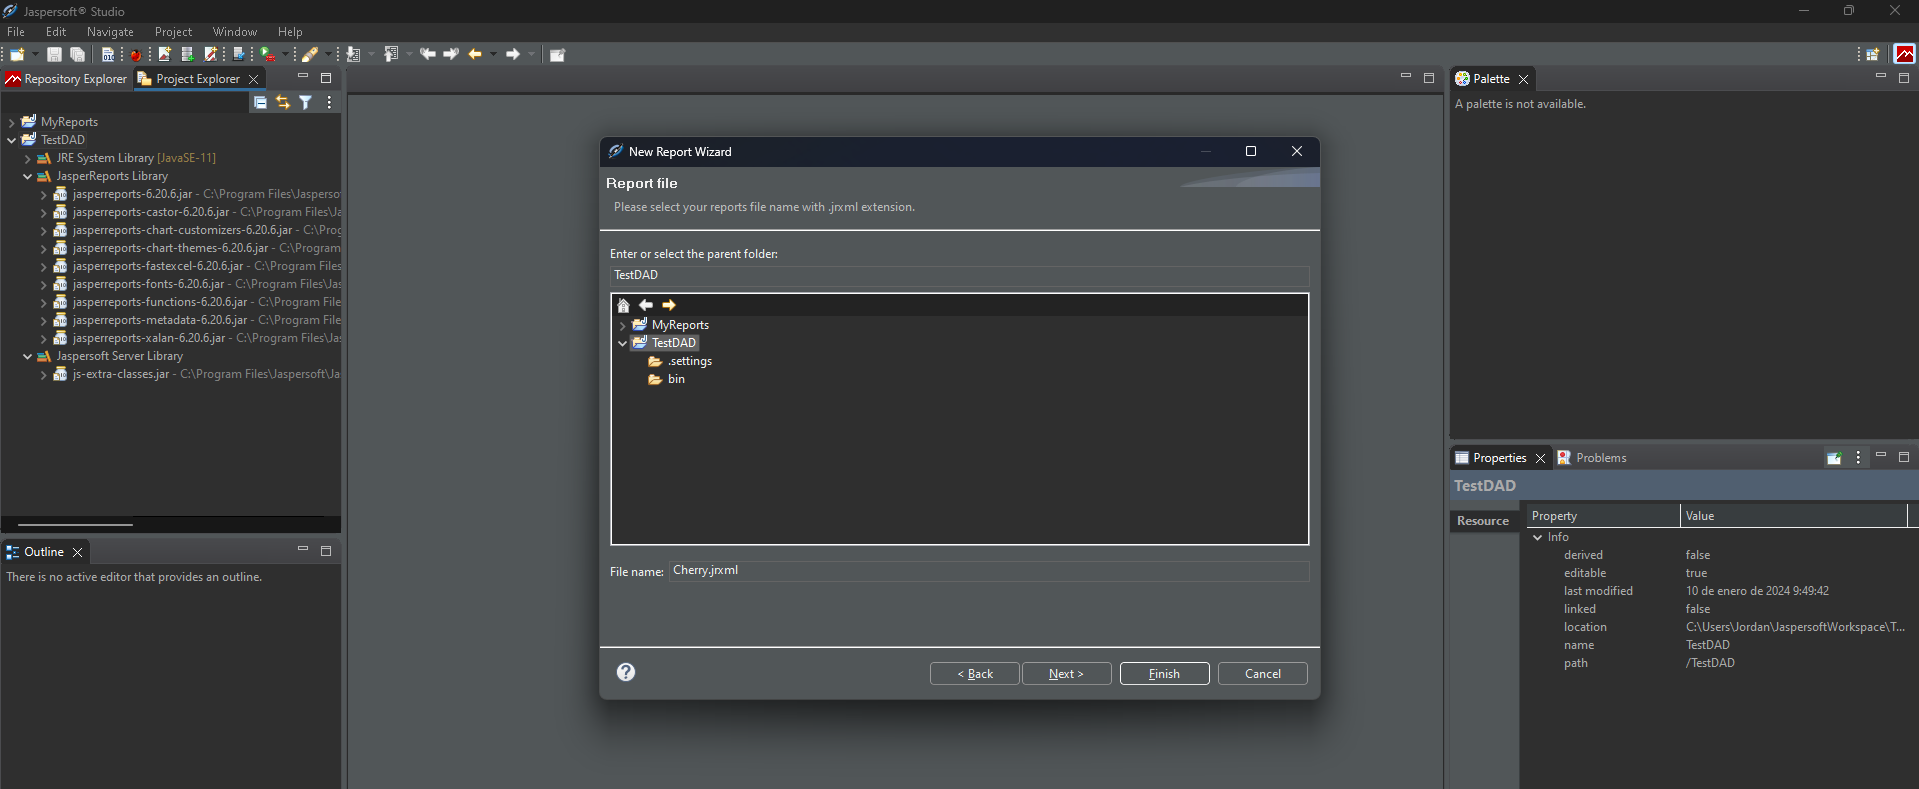 Jaspersoft® Studio
File Edit Navigate Project Window Help
Repository Explorer
Project Explorer
MyReports
TestDAD
JRE System Library [JavaSE-11]
JasperReports Library
jasperreports-6.20.6.jar - C:\Program Files\Jasperso
jasperreports-castor-6.20.6.jar - C:\Program Files\Ja
jasperreports-chart-customizers-6.20.6.jar - C:\Prog
jasperreports-chart-themes-6.20.6.jar - C:\Program
jasperreports-fastexcel-6.20.6.jar - C:\Program Files
jasperreports-fonts-6.20.6.jar - C:\Program Files\Jas
jasperreports-functions-6.20.6.jar - C:\Program File
jasperreports-metadata-6.20.6.jar - C:\Program File
jasperreports-xalan-6.20.6.jar - C:\Program Files\Ja
Jaspersoft Server Library
js-extra-classes.jar - C:\Program Files\Jaspersoft\Ja
Outline
There is no active editor that provides an outline.
New Report Wizard
Report file
Please select your reports file name with .jrxml extension.
Enter or select the parent folder:
TestDAD
MyReports
TestDAD
.settings
bin
File name: Cherry.jrxml
< Back Next > Finish Cancel
Palette
A palette is not available.
Properties
Problems
TestDAD
Resource
Property Value
Info
derived false
editable true
last modified 10 de enero de 2024 9:49:42
linked false
location C:\Users\Jordan\JaspersoftWorkspace\T...
name TestDAD
path /TestDAD